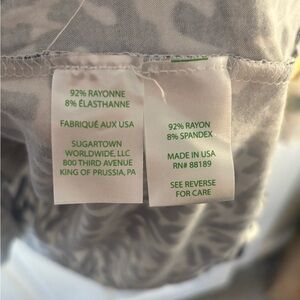 92% RAYONNE
8% ÉLASTHANNE
FABRIQUÉ AUX USA
SUGARTOWN
WORLDWIDE, LLC
800 THIRD AVENUE
KING OF PRUSSIA, PA
92% RAYON
8% SPANDEX
MADE IN USA
RN# 88189
SEE REVERSE
FOR CARE